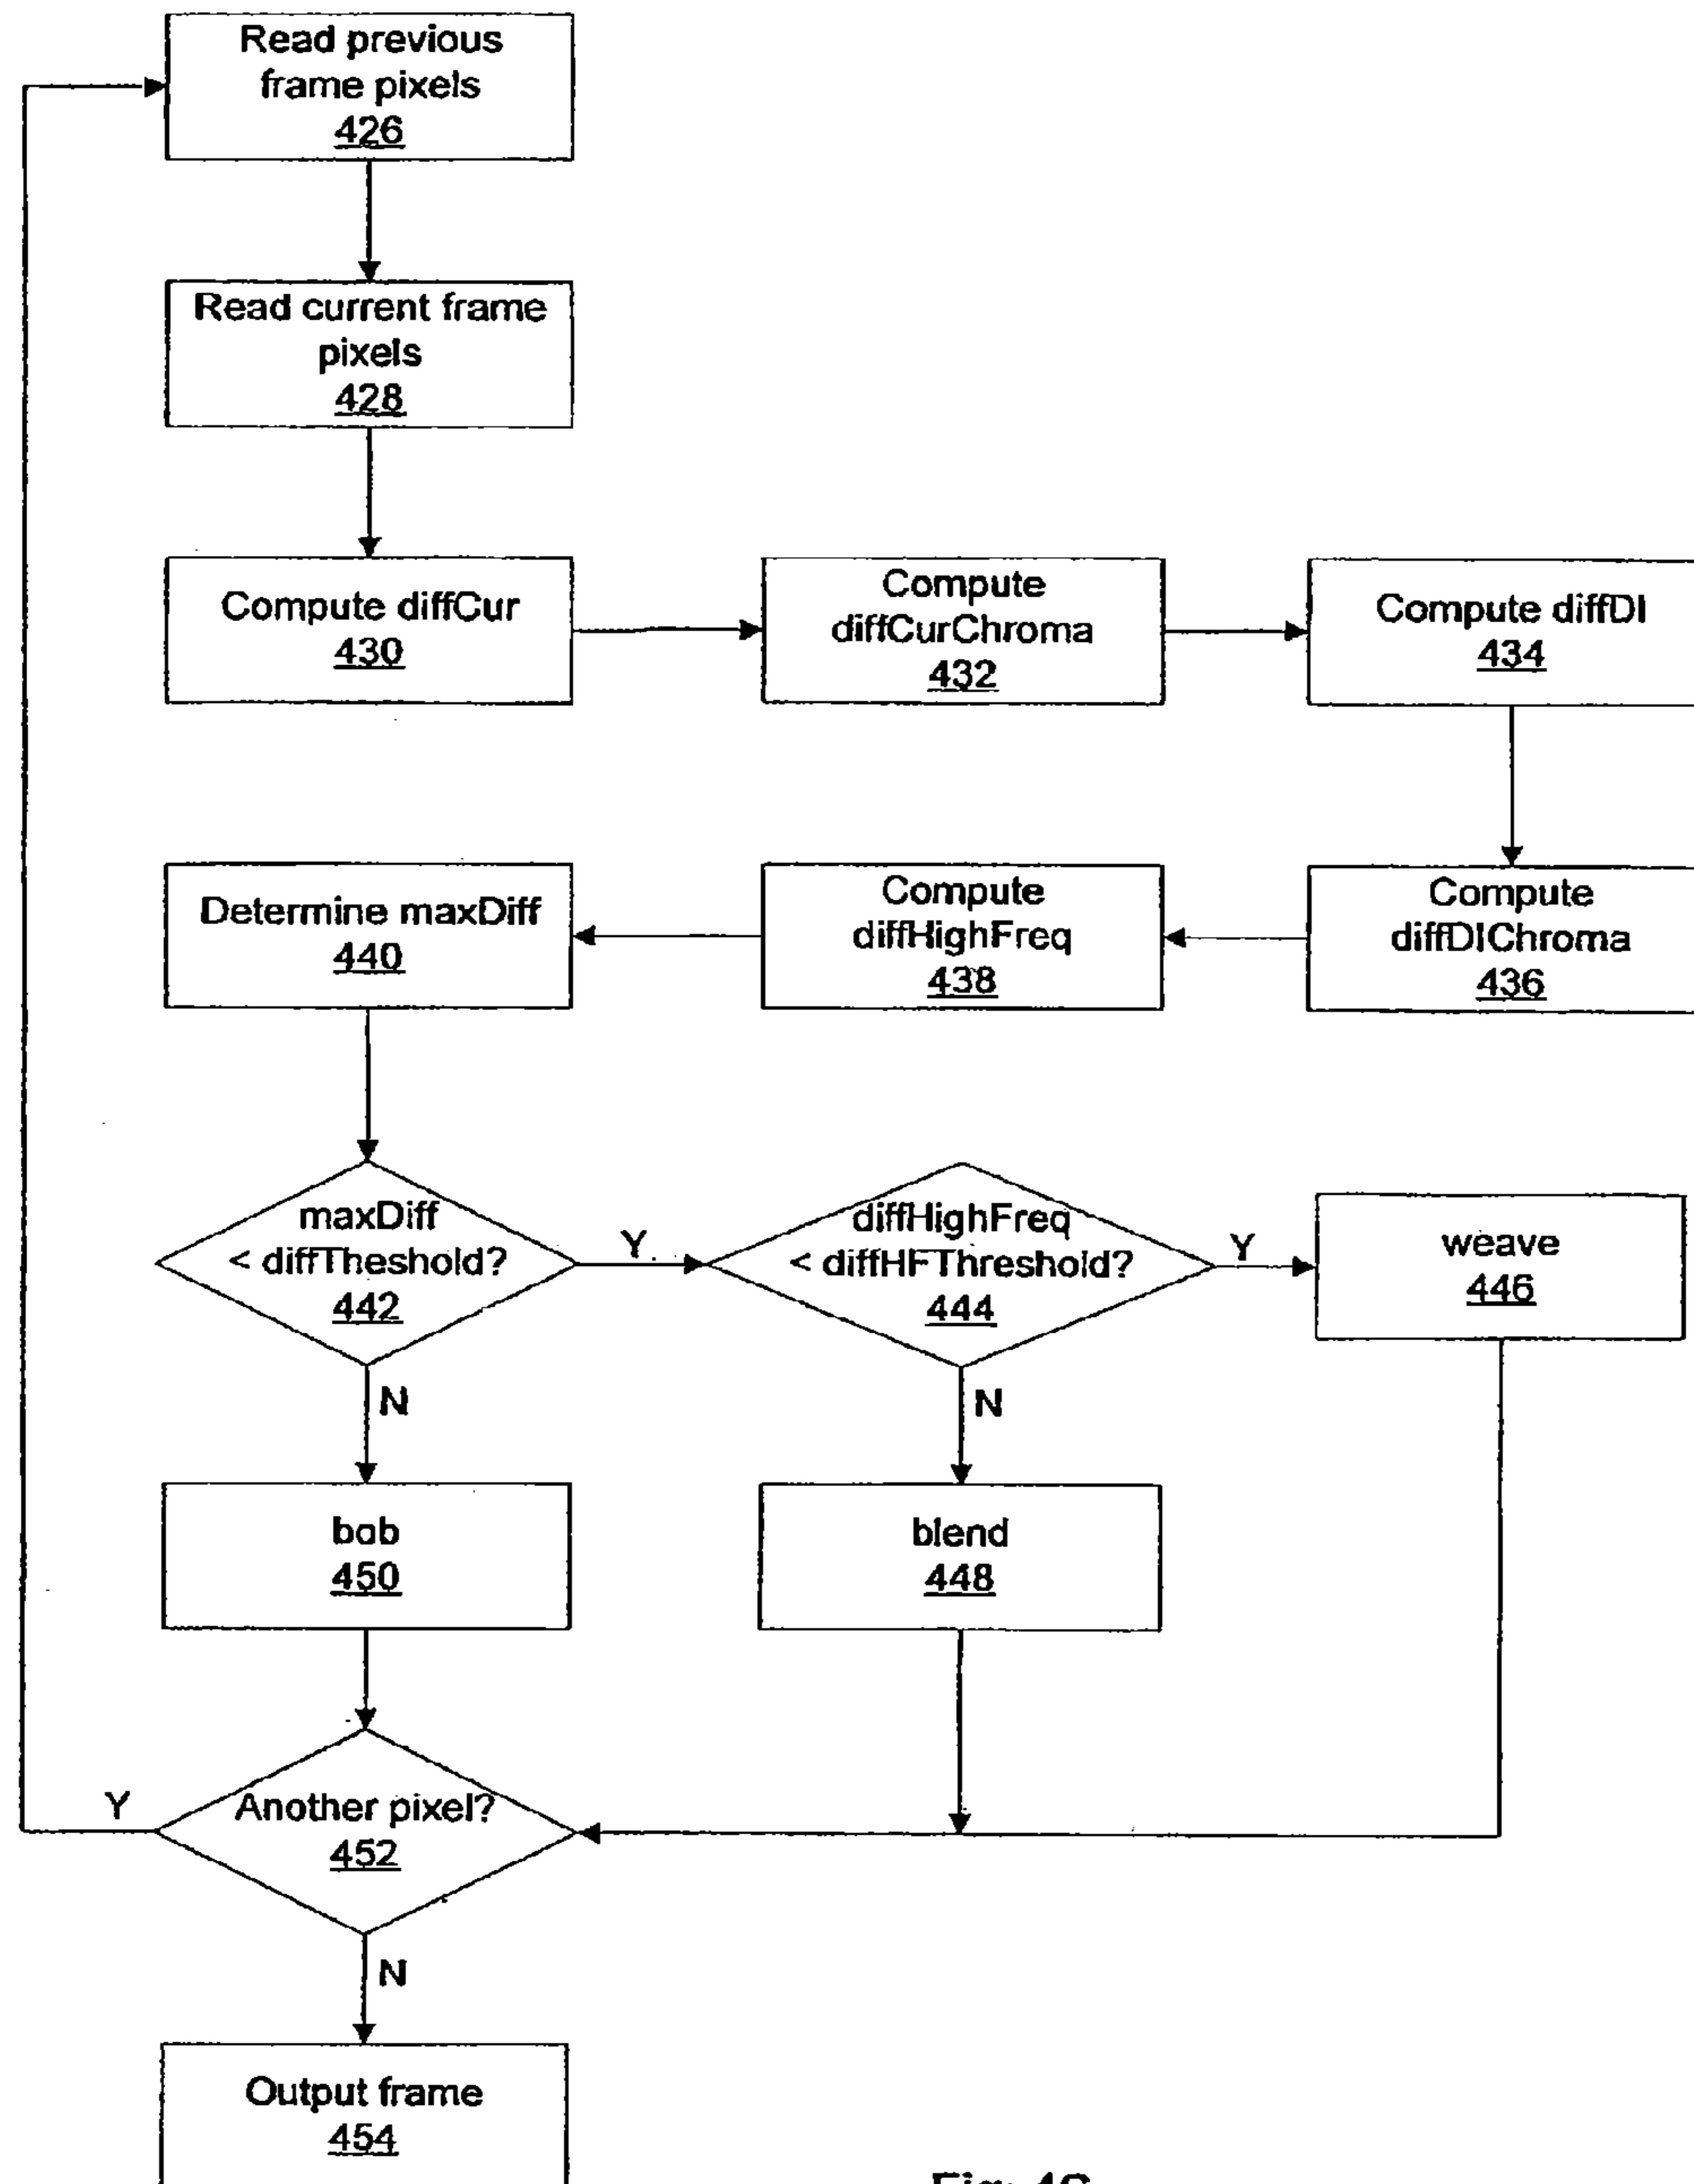 Read previous
frame pixels
426
Read current frame
pixels
428
Compute diffCur
430
Compute
diffCurChroma
432
Compute diffDI
434
Determine maxDiff
440
Compute
diffHighFreq
438
Compute
diffDIChroma
436
maxDiff
< diffTheshold?
442
Y
diffHighFreq
< diffHFThreshold?
444
Y
weave
446
N
N
bob
450
blend
448
Y
Another pixel?
452
N
Output frame
454